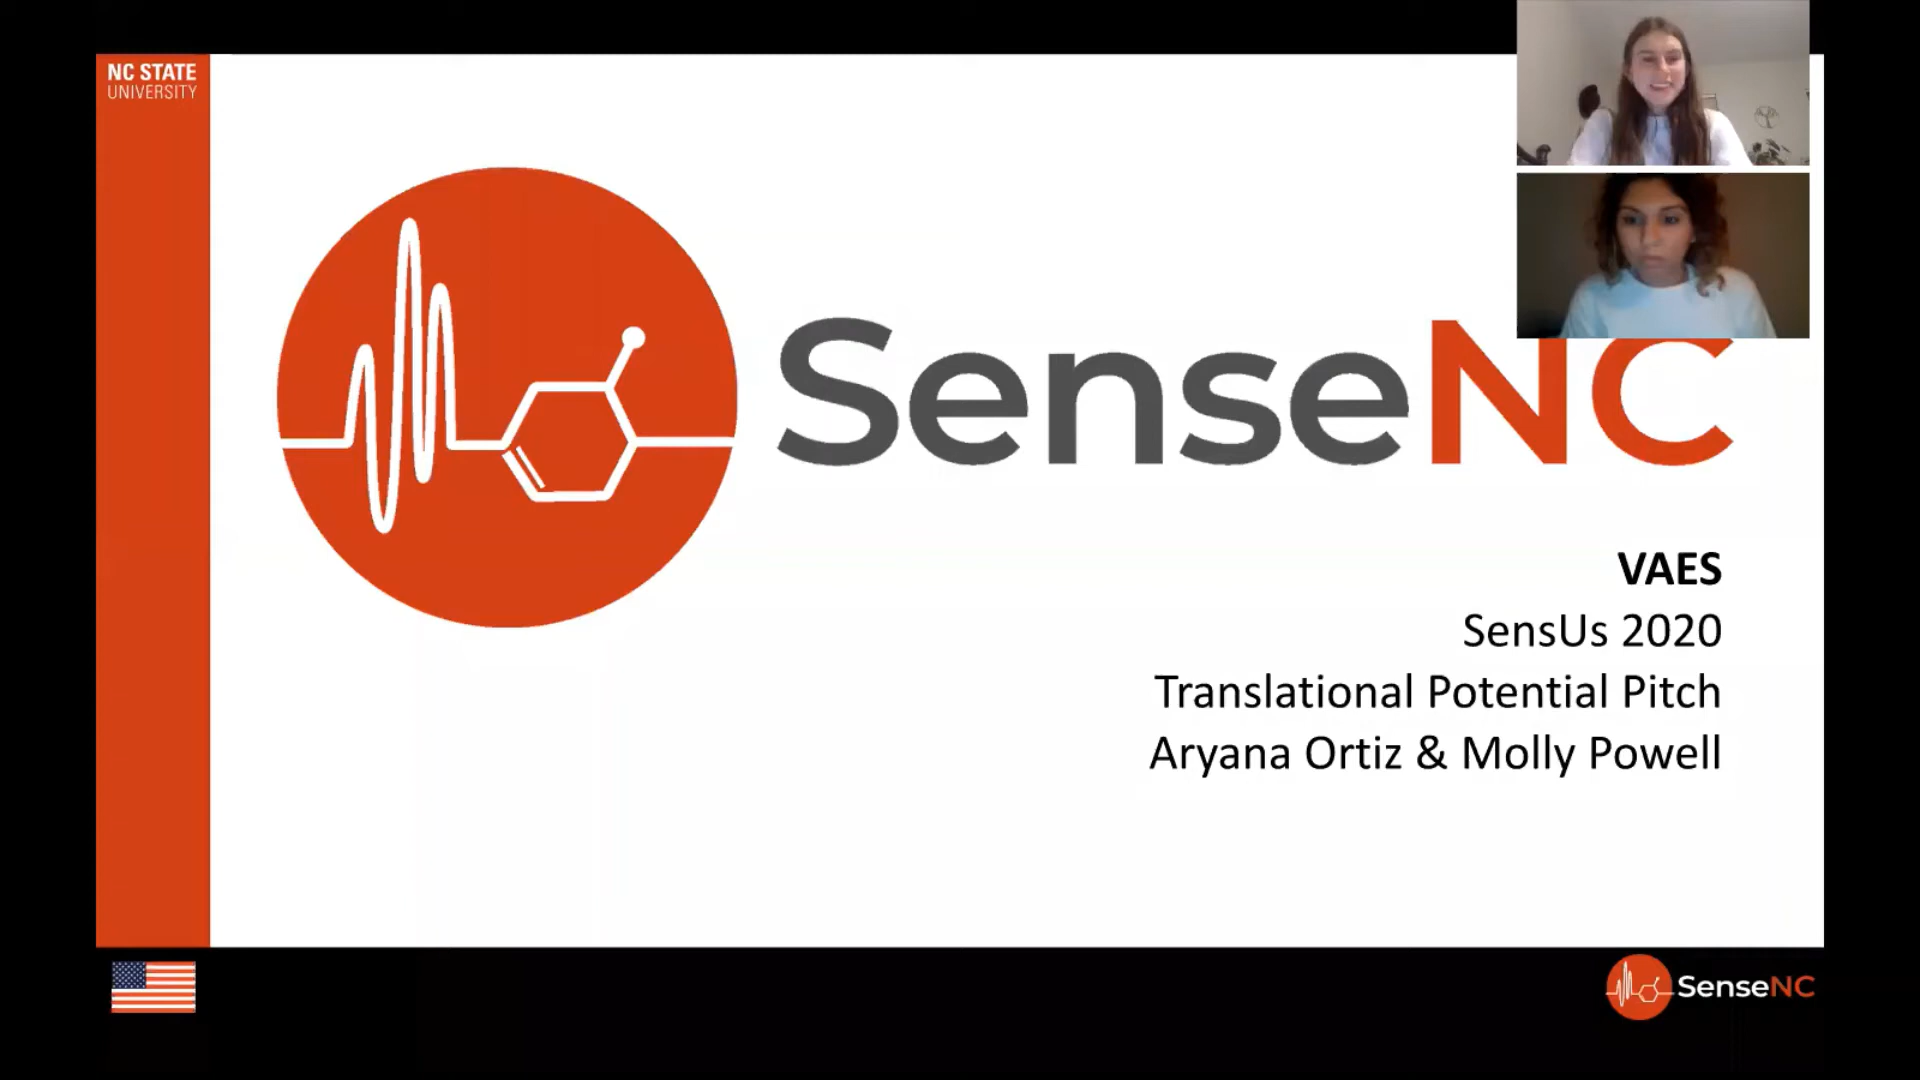 NC STATE
UNIVERSITY
SenseNC
VAES
SensUs 2020
Translational Potential Pitch
Aryana Ortiz & Molly Powell
SenseNC